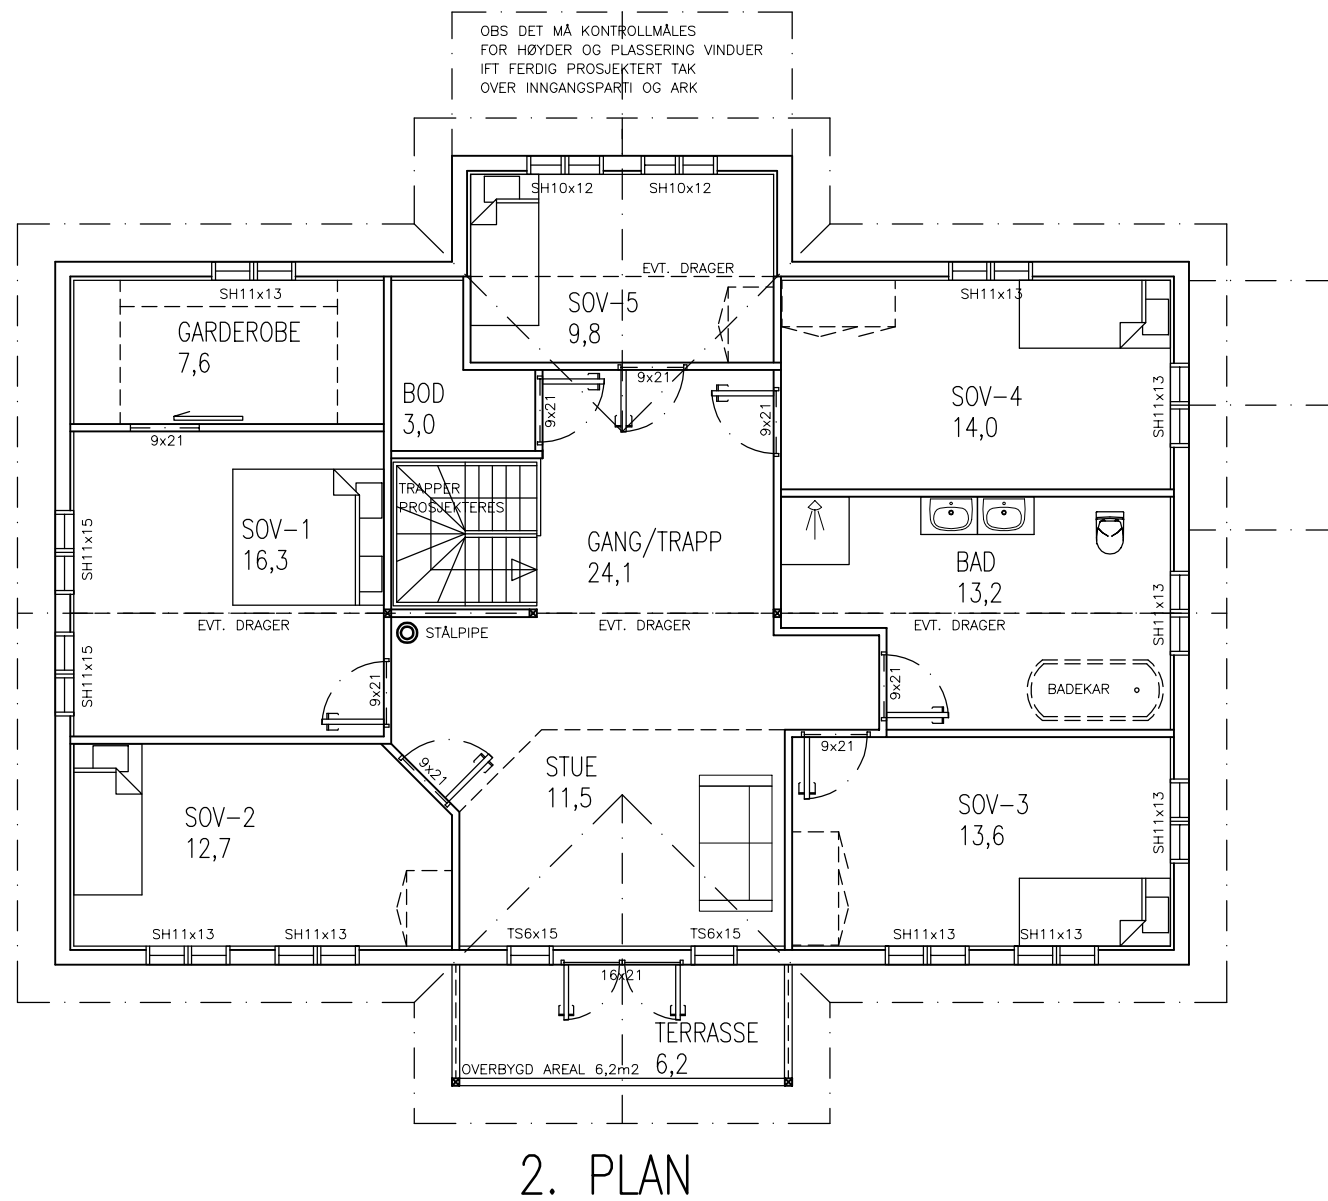 OBS DET MÅ KONTROLLMÅLES
FOR HØYDER OG PLASSERING VINDUER
IFT FERDIG PROSJEKTERT TAK
OVER INNGANGSPARTI OG ARK
SH10x12
SH10x12
EVT. DRAGER
SH11x13
SH11x13
SOV-5
9,8
GARDEROBE
7,6
9x21
BOD
3,0
9x21
9x21
9x21
SOV-4
14,0
SH11x13
TRAPPER
PROSJEKTERES
SOV-1
16,3
SH11x15
GANG/TRAPP
24,1
BAD
13,2
SH11x13
EVT. DRAGER
STÅLPIPE
EVT. DRAGER
EVT. DRAGER
SH11x15
9x21
9x21
BADEKAR
9x21
9x21
STUE
11,5
SOV-2
12,7
SOV-3
13,6
SH11x13
SH11x13
SH11x13
TS6x15
TS6x15
SH11x13
SH11x13
16x21
TERRASSE
6,2
OVERBYGD AREAL 6,2m2
2. PLAN